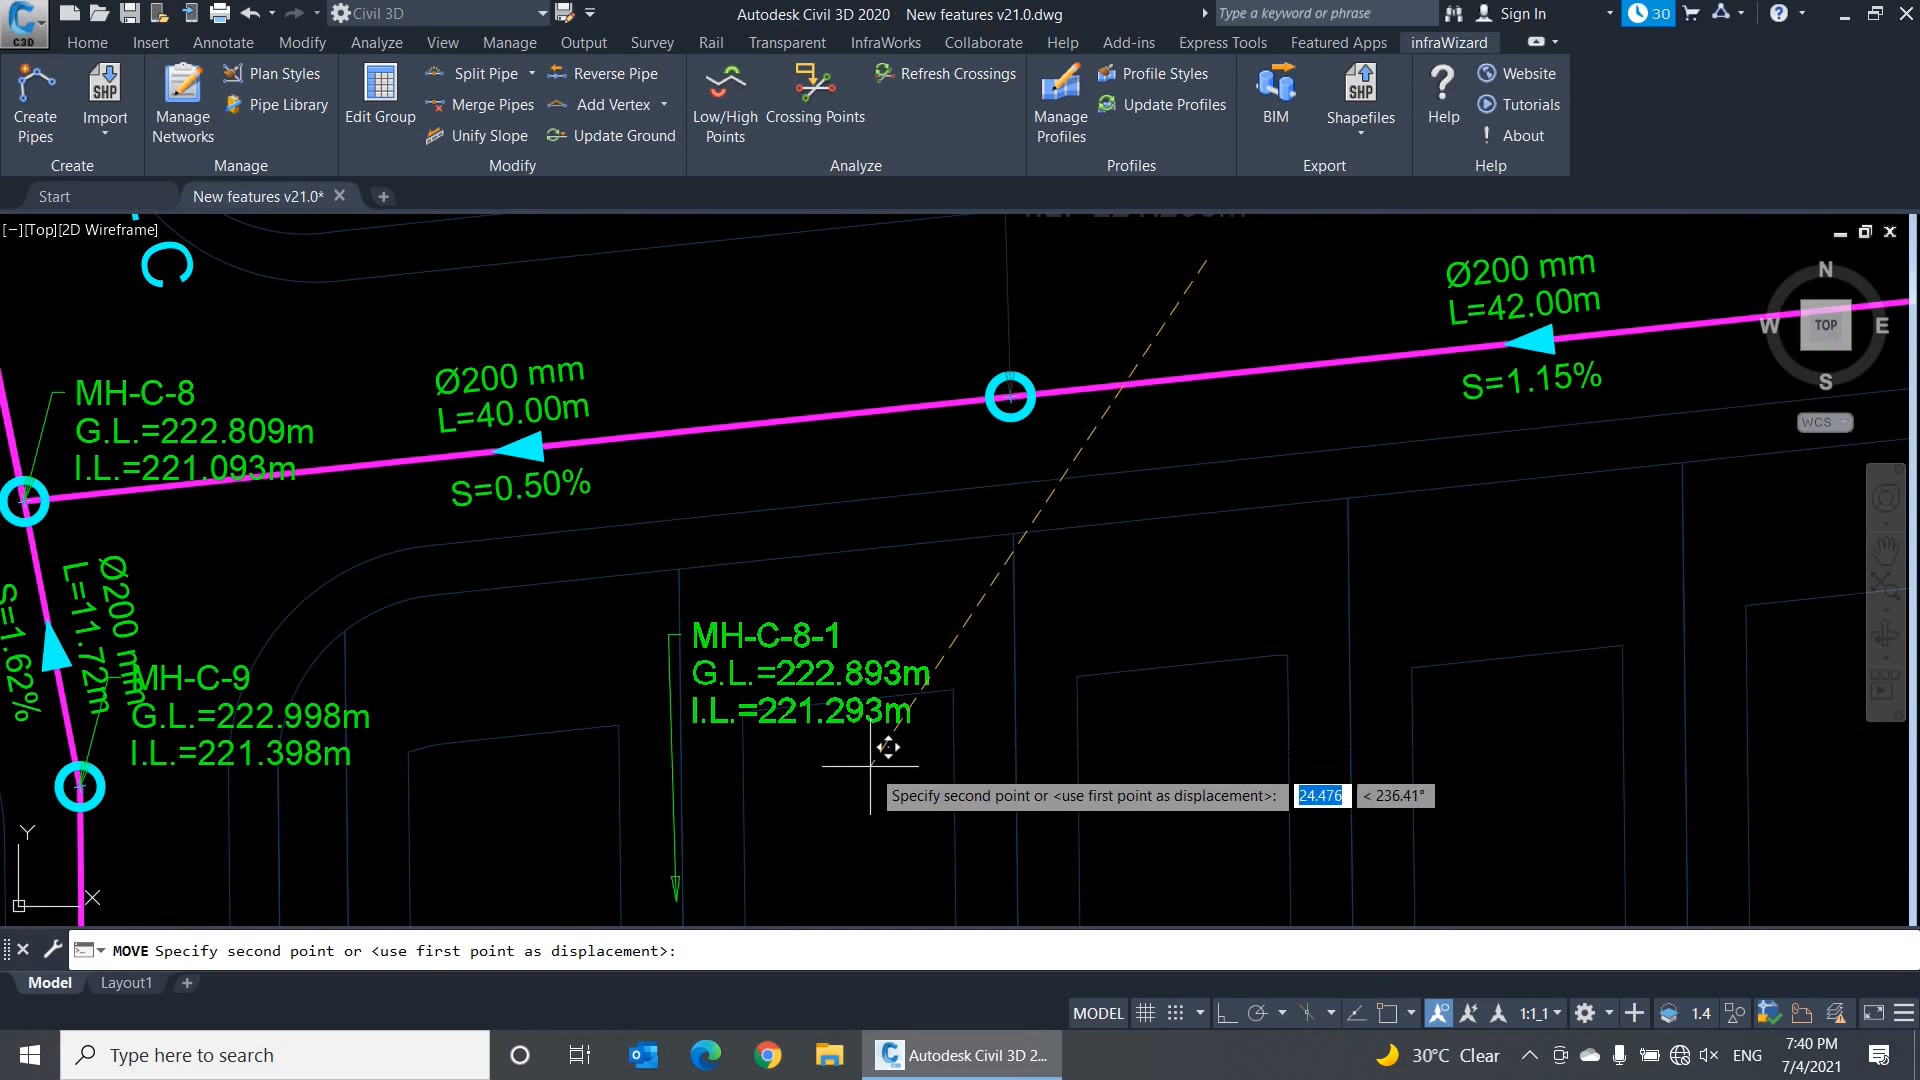 C3D
Civil 3D
Autodesk Civil 3D 2020 New features v21.0.dwg
Type a keyword or phrase
Sign In
30
Home Insert Annotate Modify Analyze View Manage Output Survey Rail Transparent InfraWorks Collaborate Help Add-ins Express Tools Featured Apps infraWizard
Create Pipes
SHP
Import
Create
Manage Networks
Plan Styles
Pipe Library
Manage
Edit Group
Split Pipe
Merge Pipes
Unify Slope
Reverse Pipe
Add Vertex
Update Ground
Modify
Low/High Points
Crossing Points
Refresh Crossings
Analyze
Manage Profiles
Profile Styles
Update Profiles
Profiles
BIM
SHP
Shapefiles
Export
Help
Website
Tutorials
About
Help
Start
New features v21.0*
[−][Top][2D Wireframe]
C
Ø200 mm
L=42.00m
S=1.15%
N
W TOP E
S
WCS
MH-C-8
G.L.=222.809m
I.L.=221.093m
Ø200 mm
L=40.00m
S=0.50%
Ø200 mm
L=11.72m
S=1.62%
MH-C-9
G.L.=222.998m
I.L.=221.398m
MH-C-8-1
G.L.=222.893m
I.L.=221.293m
Specify second point or <use first point as displacement>: 24.476 < 236.41°
Y
X
MOVE Specify second point or <use first point as displacement>:
Model Layout1
MODEL 1:1_1 1.4
Type here to search
Autodesk Civil 3D 2...
30°C Clear
ENG
7:40 PM
7/4/2021